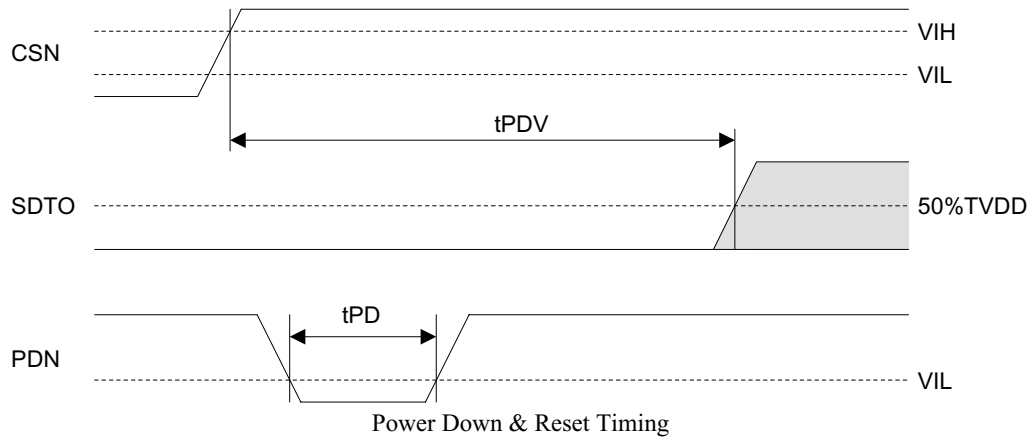 CSN
VIH
VIL
tPDV
SDTO
50%TVDD
tPD
PDN
VIL
Power Down & Reset Timing